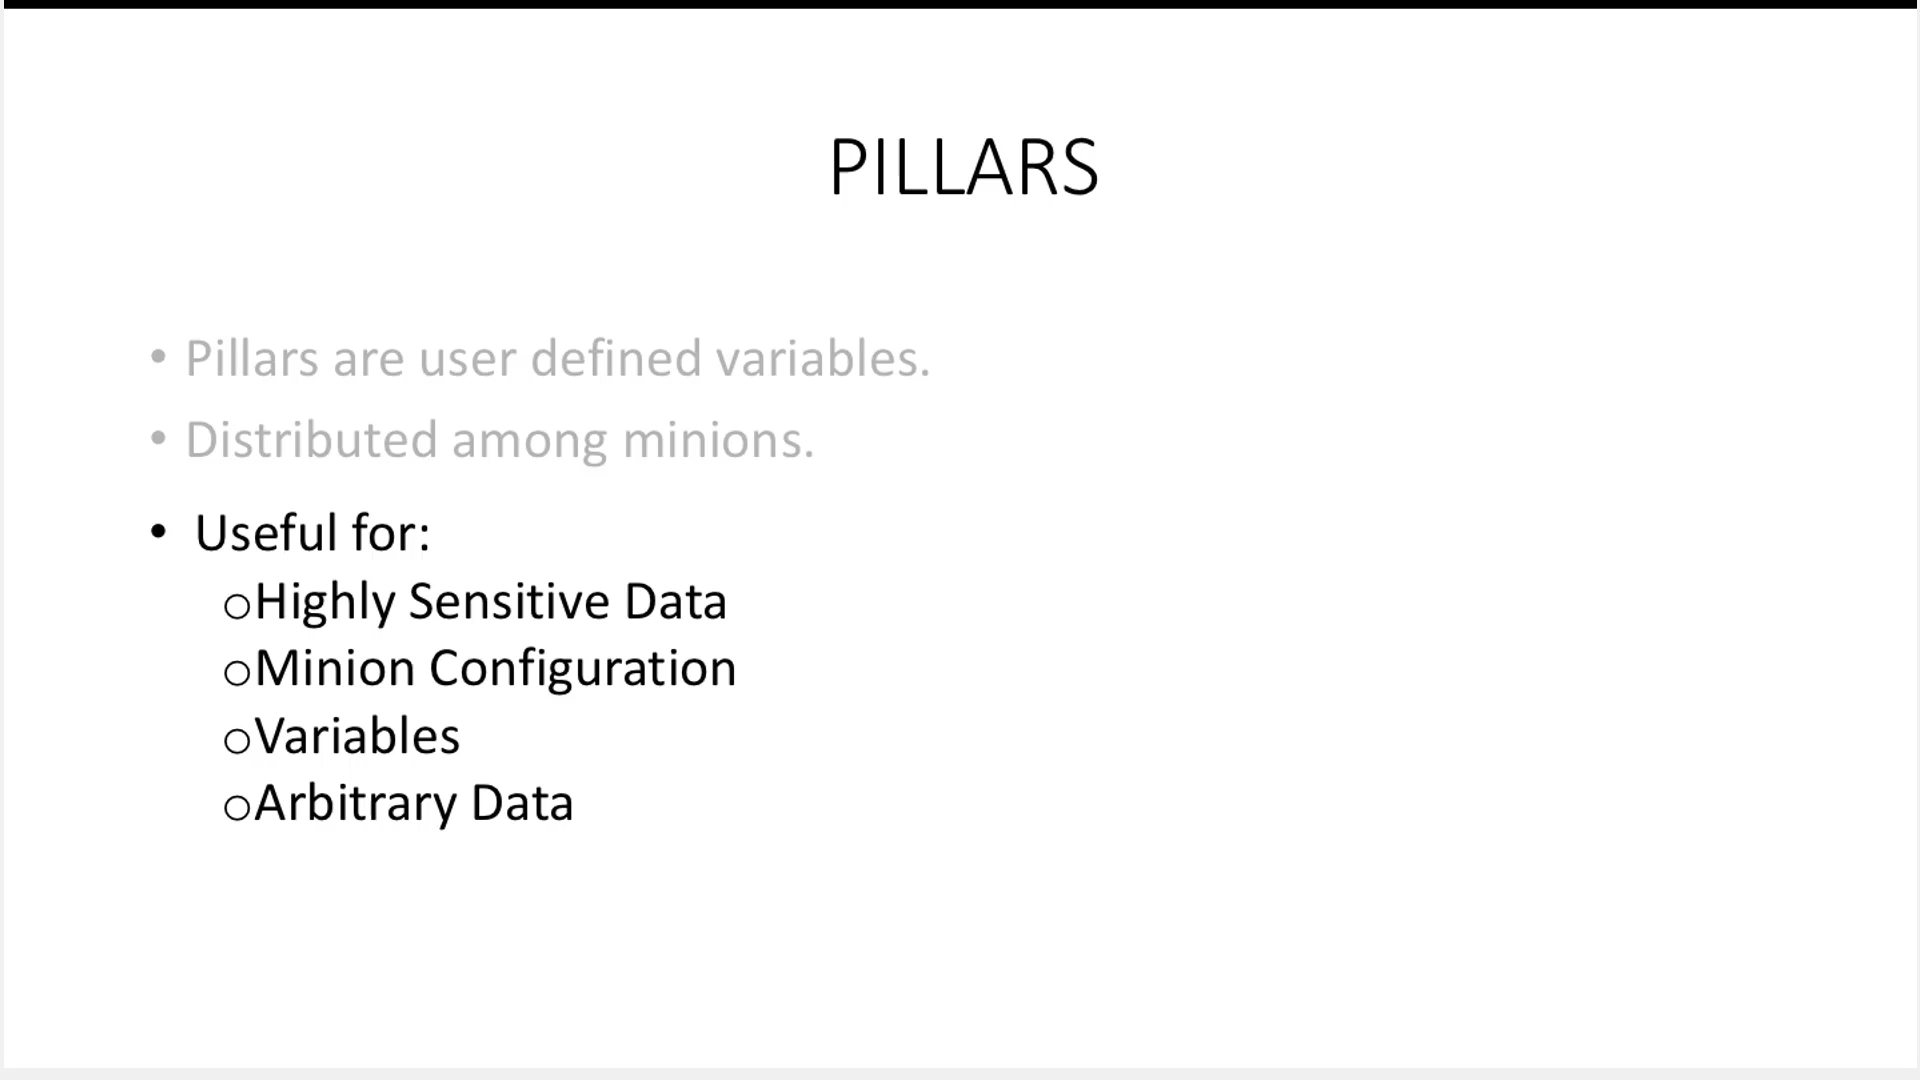 PILLARS
• Pillars are user defined variables.
• Distributed among minions.
• Useful for:
oHighly Sensitive Data
oMinion Configuration
oVariables
oArbitrary Data